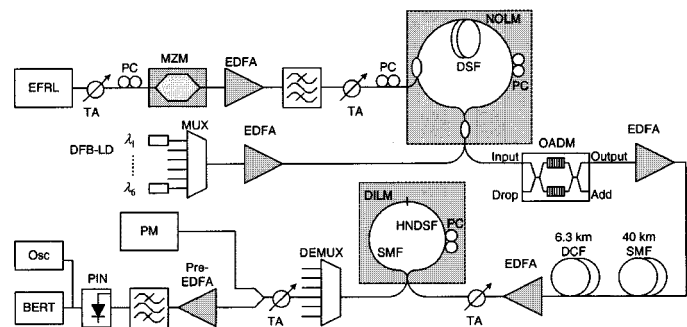 NOLM
PC
MZM
EDFA
PC
DSF
PC
EFRL
TA
TA
MUX
EDFA
OADM
EDFA
DFB-LD
λ1
λ6
Input
Output
Drop
Add
DILM
PM
HNDSF
PC
SMF
6.3 km
DCF
40 km
SMF
Osc
DEMUX
EDFA
PIN
Pre-
EDFA
BERT
TA
TA